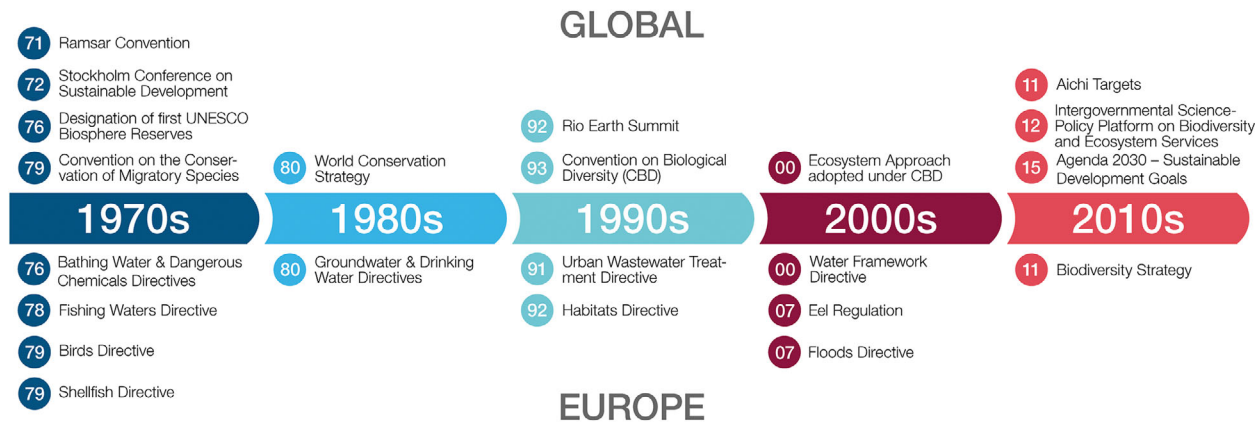 GLOBAL
71 Ramsar Convention
72 Stockholm Conference on
Sustainable Development
76 Designation of first UNESCO
Biosphere Reserves
79 Convention on the Conser-
vation of Migratory Species
80 World Conservation
Strategy
92 Rio Earth Summit
93 Convention on Biological
Diversity (CBD)
00 Ecosystem Approach
adopted under CBD
11 Aichi Targets
12 Intergovernmental Science-
Policy Platform on Biodiversity
and Ecosystem Services
15 Agenda 2030 – Sustainable
Development Goals
1970s
1980s
1990s
2000s
2010s
76 Bathing Water & Dangerous
Chemicals Directives
78 Fishing Waters Directive
79 Birds Directive
79 Shellfish Directive
80 Groundwater & Drinking
Water Directives
91 Urban Wastewater Treat-
ment Directive
92 Habitats Directive
00 Water Framework
Directive
07 Eel Regulation
07 Floods Directive
11 Biodiversity Strategy
EUROPE